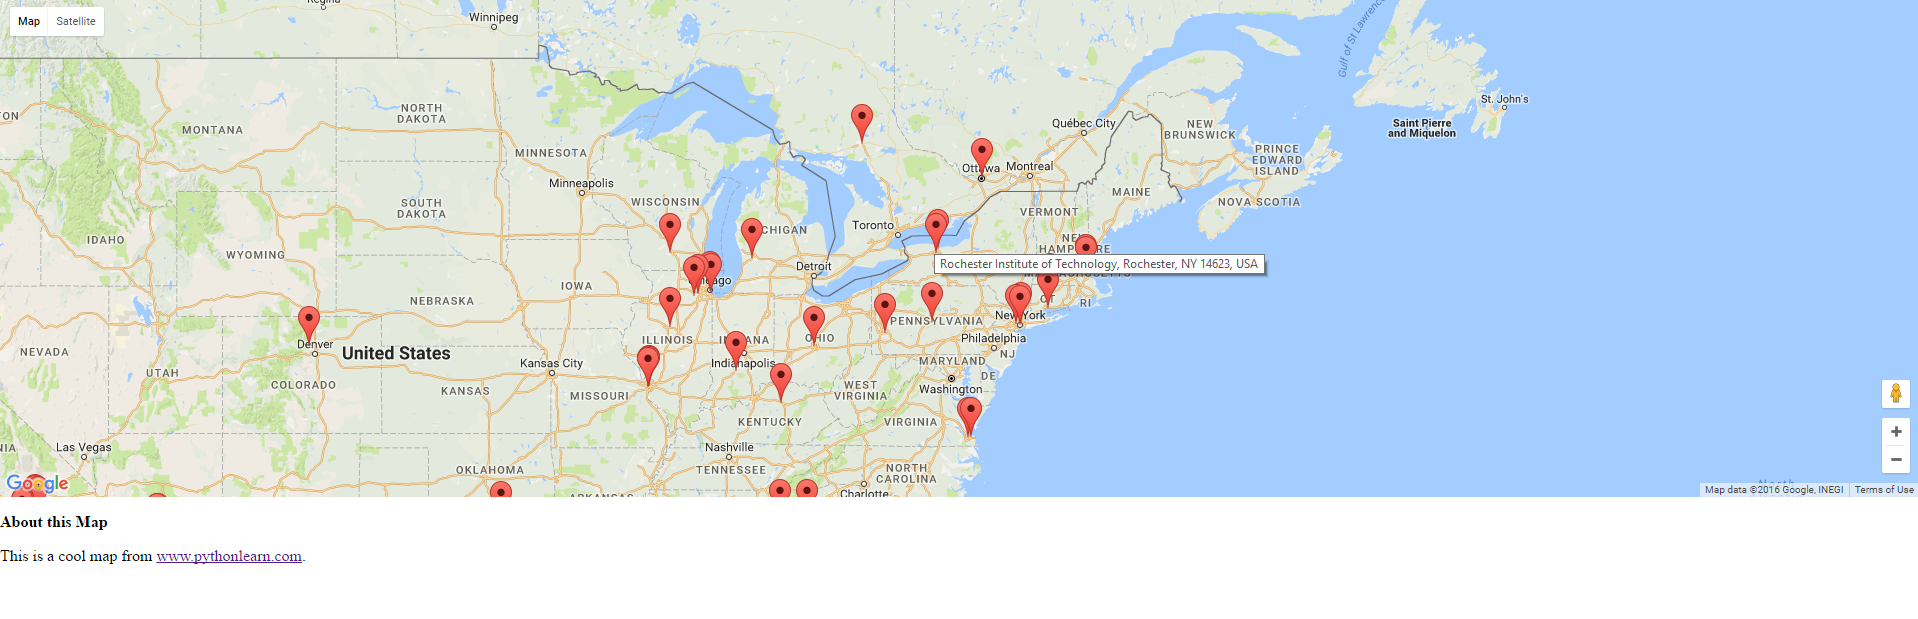 Regina
Map Satellite
Winnipeg
Gulf of St Lawrence
NORTH
DAKOTA
MONTANA
MINNESOTA
Minneapolis
SOUTH
DAKOTA
WISCONSIN
IDAHO
WYOMING
Québec City
NEW
BRUNSWICK
St. John's
Saint Pierre
and Miquelon
PRINCE
EDWARD
ISLAND
Ottawa
Montreal
MAINE
NOVA SCOTIA
VERMONT
Toronto
NEW
HAMPSHIRE
Rochester Institute of Technology, Rochester, NY 14623, USA
MASSACHUSETTS
Detroit
Chicago
IOWA
NEBRASKA
CT
RI
New York
PENNSYLVANIA
Philadelphia
NJ
ILLINOIS
OHIO
Indianapolis
MARYLAND
DE
Washington
Denver
United States
NEVADA
UTAH
COLORADO
Kansas City
KANSAS
MISSOURI
WEST
VIRGINIA
KENTUCKY
VIRGINIA
Las Vegas
Nashville
TENNESSEE
OKLAHOMA
NORTH
CAROLINA
Charlotte
ARKANSAS
Google
+
−
Map data ©2016 Google, INEGI Terms of Use
About this Map
This is a cool map from www.pythonlearn.com.